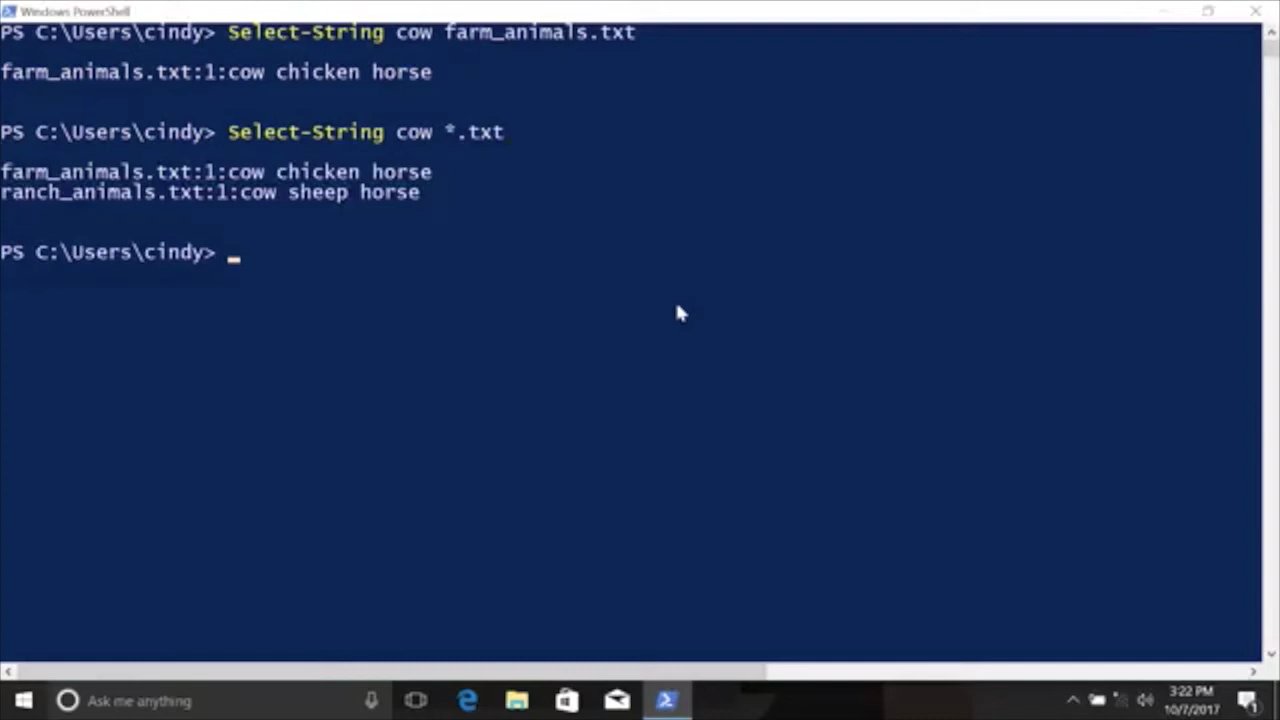 Windows PowerShell
PS C:\Users\cindy> Select-String cow farm_animals.txt
farm_animals.txt:1:cow chicken horse
PS C:\Users\cindy> Select-String cow *.txt
farm_animals.txt:1:cow chicken horse
ranch_animals.txt:1:cow sheep horse
PS C:\Users\cindy> _
Ask me anything
3:22 PM
10/7/2017
1